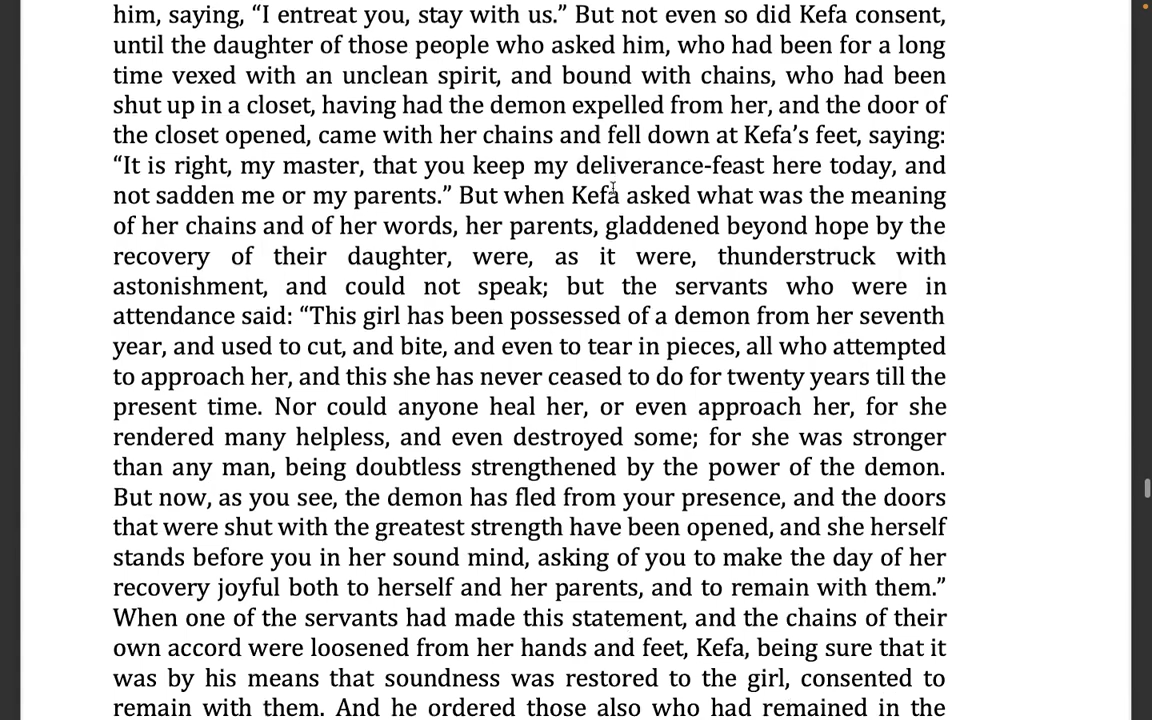 him, saying, “I entreat you, stay with us.” But not even so did Kefa consent,
until the daughter of those people who asked him, who had been for a long
time vexed with an unclean spirit, and bound with chains, who had been
shut up in a closet, having had the demon expelled from her, and the door of
the closet opened, came with her chains and fell down at Kefa’s feet, saying:
“It is right, my master, that you keep my deliverance-feast here today, and
not sadden me or my parents.” But when Kefa asked what was the meaning
of her chains and of her words, her parents, gladdened beyond hope by the
recovery of their daughter, were, as it were, thunderstruck with
astonishment, and could not speak; but the servants who were in
attendance said: “This girl has been possessed of a demon from her seventh
year, and used to cut, and bite, and even to tear in pieces, all who attempted
to approach her, and this she has never ceased to do for twenty years till the
present time. Nor could anyone heal her, or even approach her, for she
rendered many helpless, and even destroyed some; for she was stronger
than any man, being doubtless strengthened by the power of the demon.
But now, as you see, the demon has fled from your presence, and the doors
that were shut with the greatest strength have been opened, and she herself
stands before you in her sound mind, asking of you to make the day of her
recovery joyful both to herself and her parents, and to remain with them.”
When one of the servants had made this statement, and the chains of their
own accord were loosened from her hands and feet, Kefa, being sure that it
was by his means that soundness was restored to the girl, consented to
remain with them. And he ordered those also who had remained in the